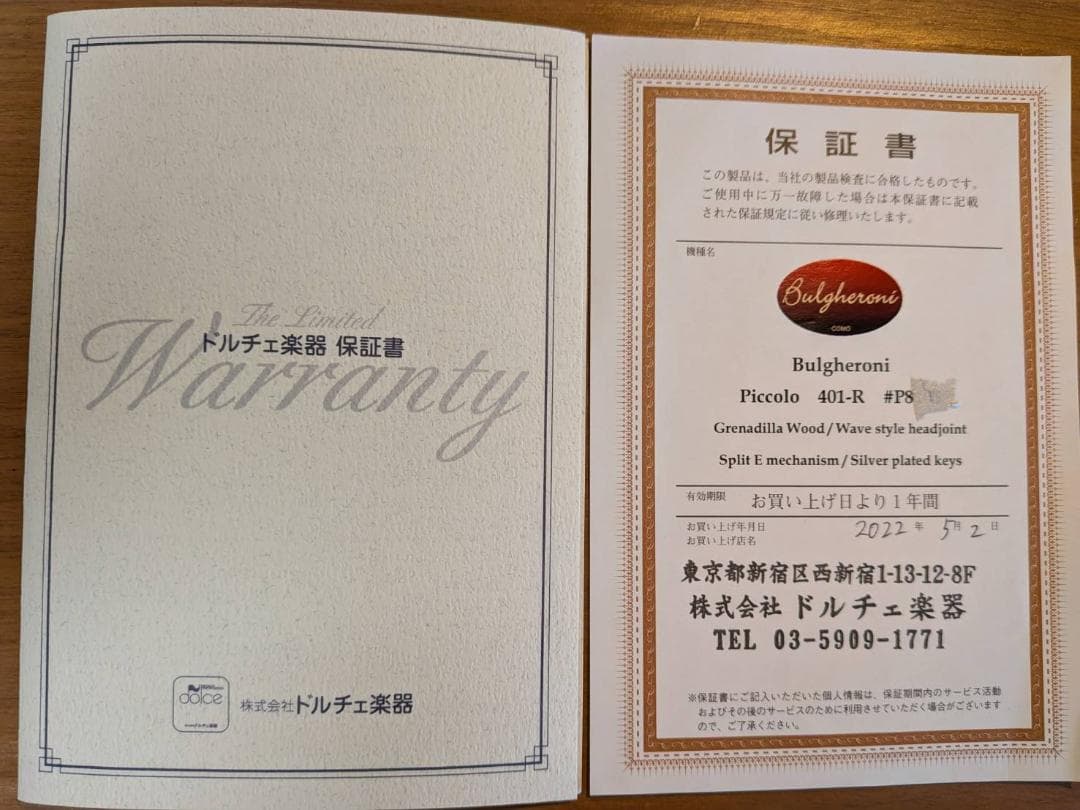 The Limited
Warranty
ドルチェ楽器 保証書
dolce
株式会社ドルチェ楽器
保証書
この製品は、当社の製品検査に合格したものです。
ご使用中に万一故障した場合は本保証書に記載
された保証規定に従い修理いたします。
機種名
Bulgheroni
COMO
Bulgheroni
Piccolo 401-R #P8
Grenadilla Wood / Wave style headjoint
Split E mechanism / Silver plated keys
有効期限 お買い上げ日より1年間
お買い上げ年月日 2022年 5月 2日
お買い上げ店名
東京都新宿区西新宿1-13-12-8F
株式会社 ドルチェ楽器
TEL 03-5909-1771
※保証書にご記入いただいた個人情報は、保証期間内のサービス活動
およびその後のサービスのために利用させていただく場合がございます
ので、ご了承ください。